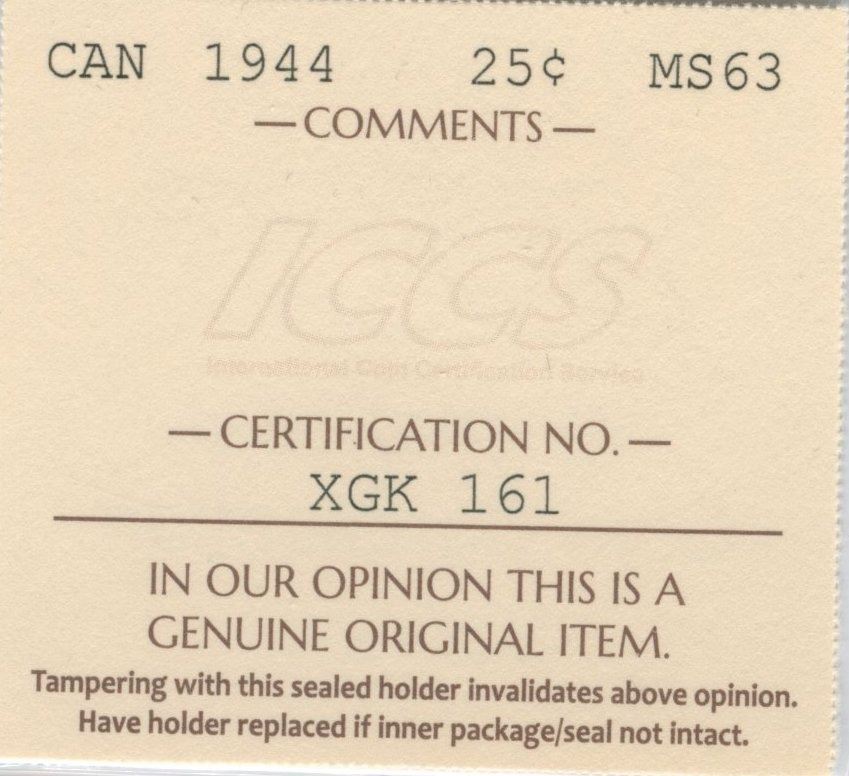 CAN 1944 25¢ MS63
— COMMENTS —
ICCS
International Coin Certification Service
— CERTIFICATION NO. —
XGK 161
IN OUR OPINION THIS IS A
GENUINE ORIGINAL ITEM.
Tampering with this sealed holder invalidates above opinion.
Have holder replaced if inner package/seal not intact.